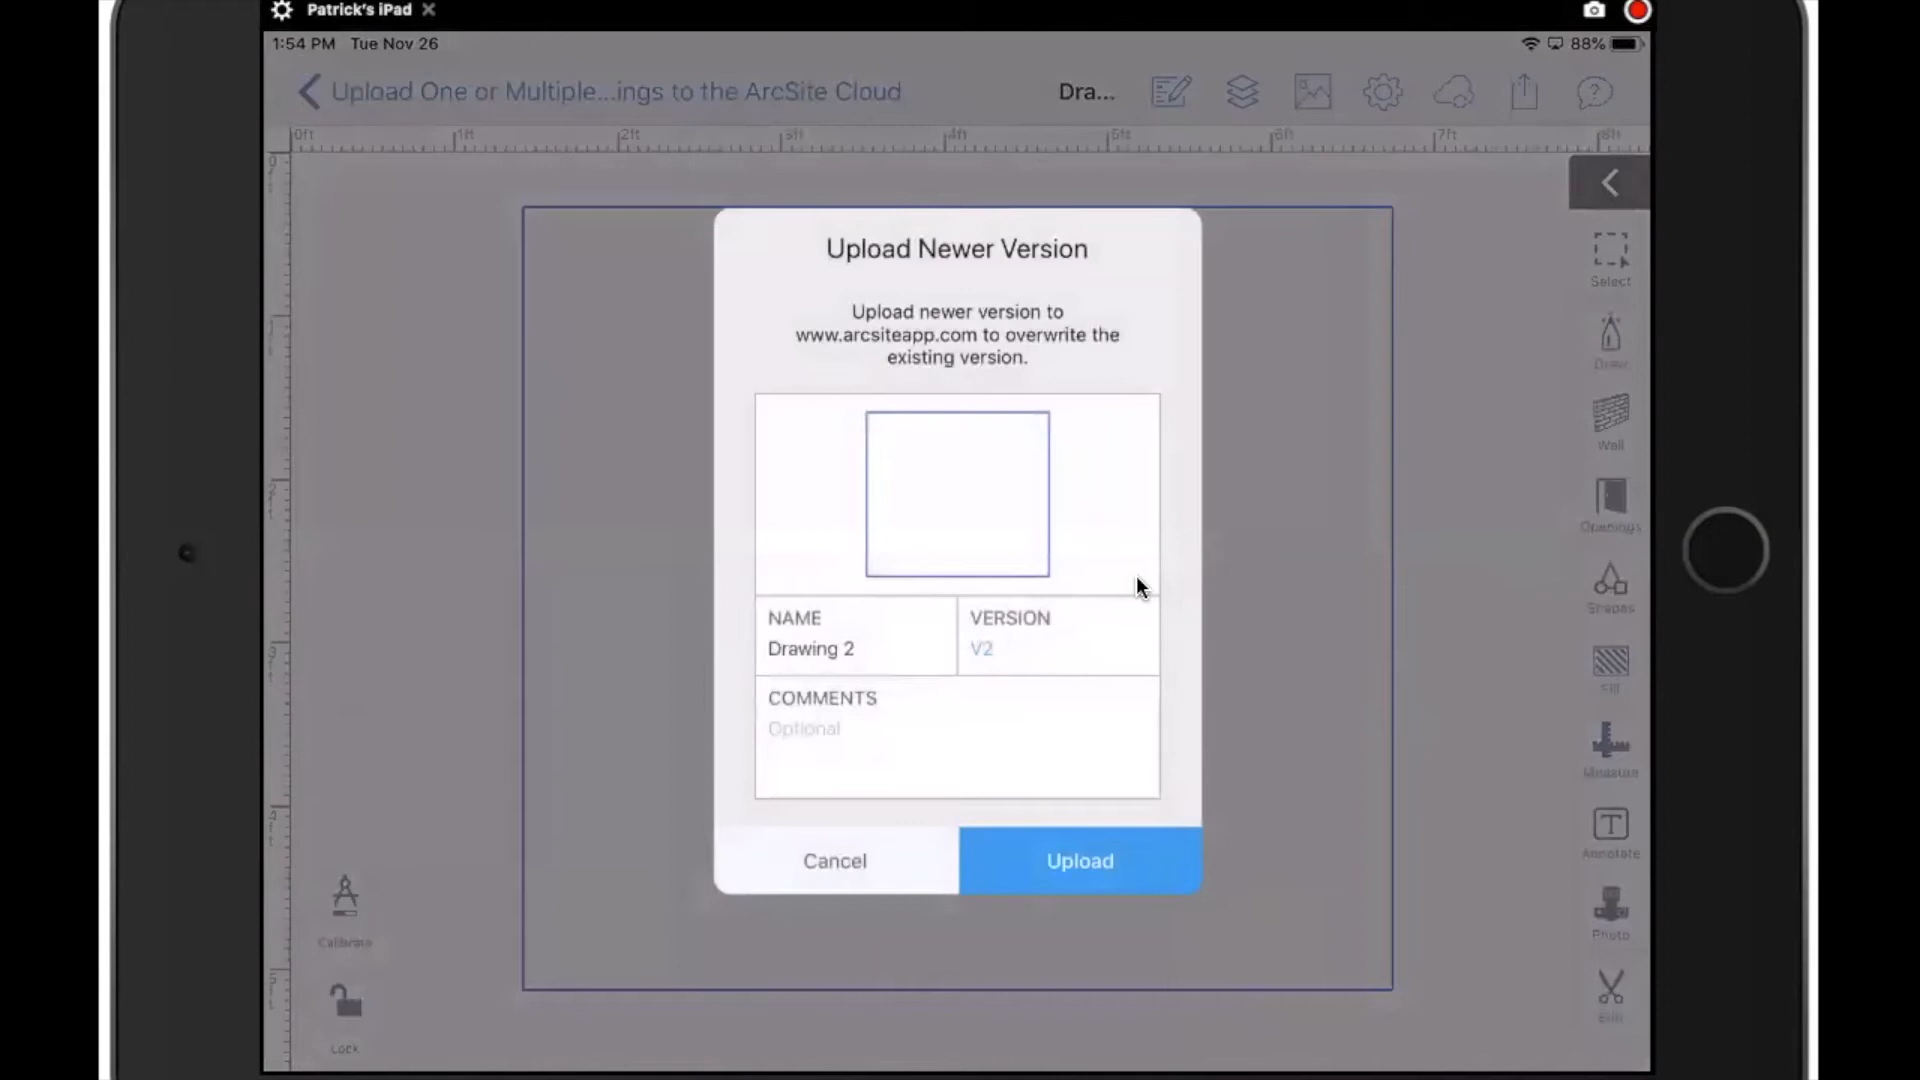 Patrick's iPad ×
1:54 PM Tue Nov 26
88%
Upload One or Multiple...ings to the ArcSite Cloud
Dra...
0ft 1ft 2ft 3ft 4ft 5ft 6ft 7ft 8ft
Upload Newer Version
Upload newer version to
www.arcsiteapp.com to overwrite the
existing version.
NAME
Drawing 2
VERSION
V2
COMMENTS
Optional
Cancel
Upload
Select
Draw
Wall
Openings
Shapes
Fill
Measure
Annotate
Photo
Edit
Calibrate
Lock